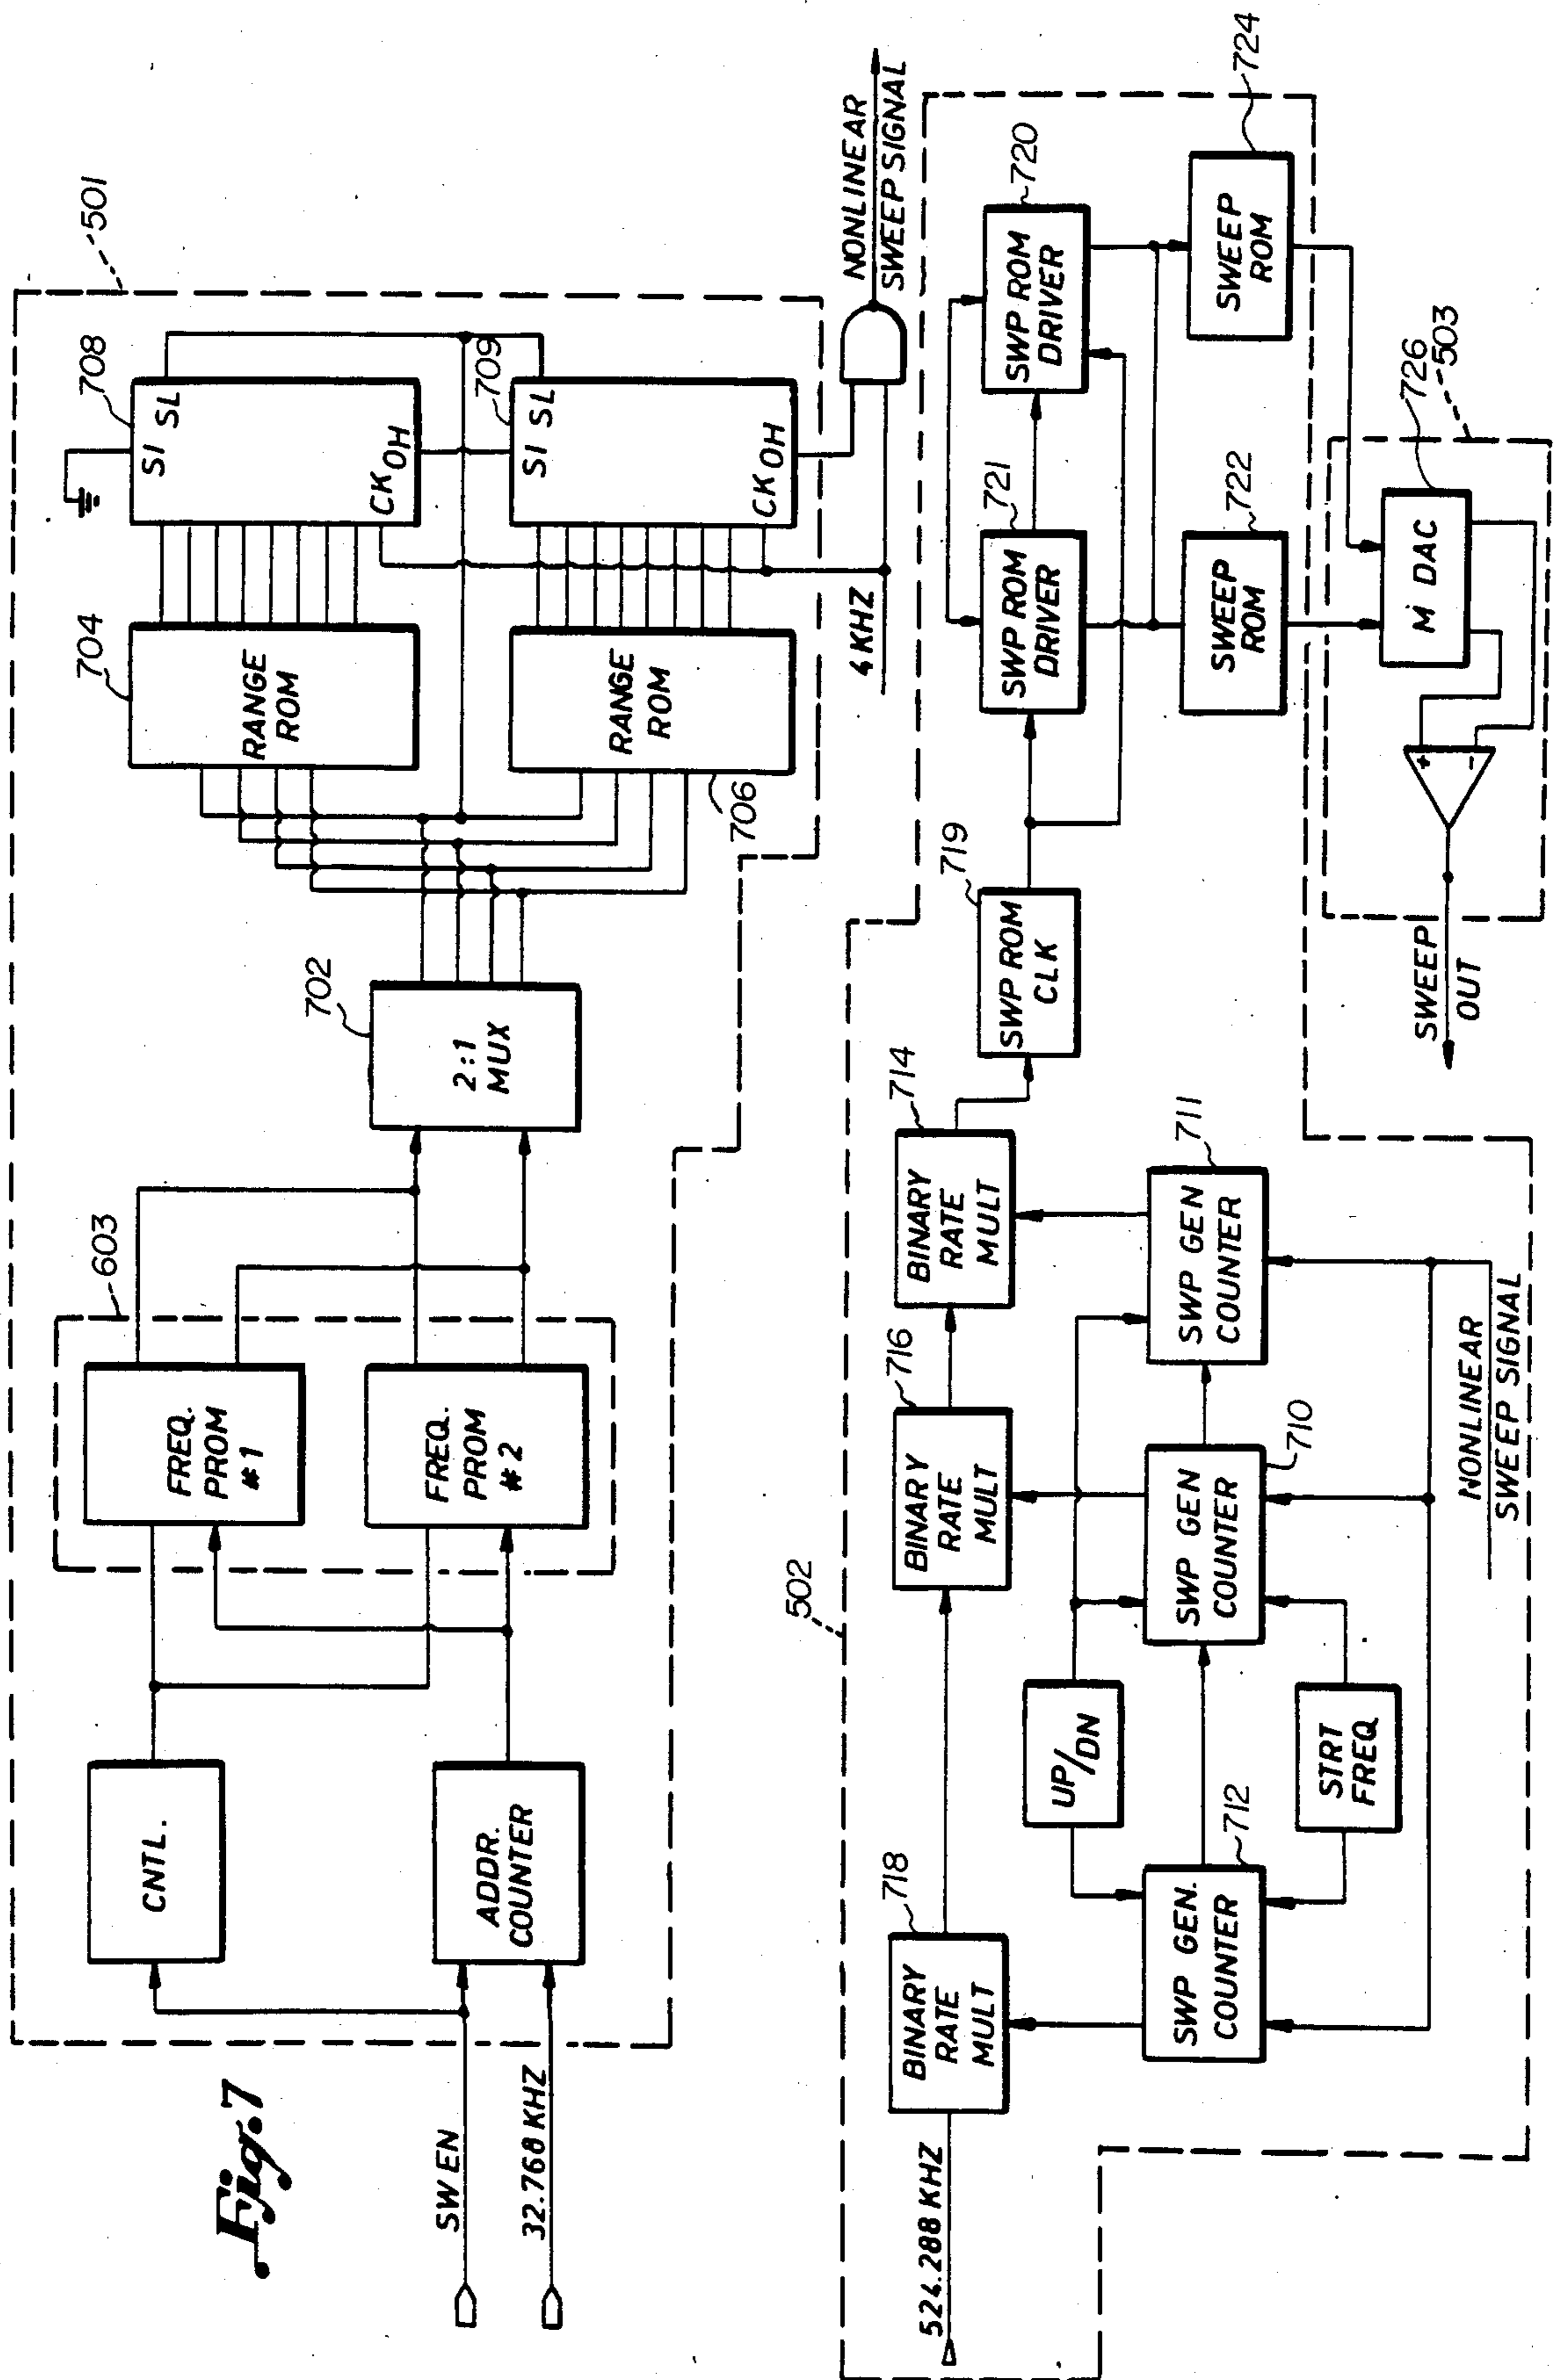 Fig.7
SW EN
32.768 KHZ
CNTL.
ADDR.
COUNTER
603
FREQ.
PROM
#1
FREQ.
PROM
#2
702
2:1
MUX
704
RANGE
ROM
RANGE
ROM
706
708
SI
SL
CK
OH
709
SI
SL
CK
OH
501
4 KHZ
NONLINEAR
SWEEP SIGNAL
502
524.288 KHZ
718
BINARY
RATE
MULT
716
BINARY
RATE
MULT
714
BINARY
RATE
MULT
UP/DN
712
SWP GEN.
COUNTER
710
SWP GEN
COUNTER
711
SWP GEN
COUNTER
STRT
FREQ
NONLINEAR
SWEEP SIGNAL
719
SWP ROM
CLK
721
SWP ROM
DRIVER
720
SWP ROM
DRIVER
722
SWEEP
ROM
724
SWEEP
ROM
726
503
M DAC
+
-
SWEEP
OUT